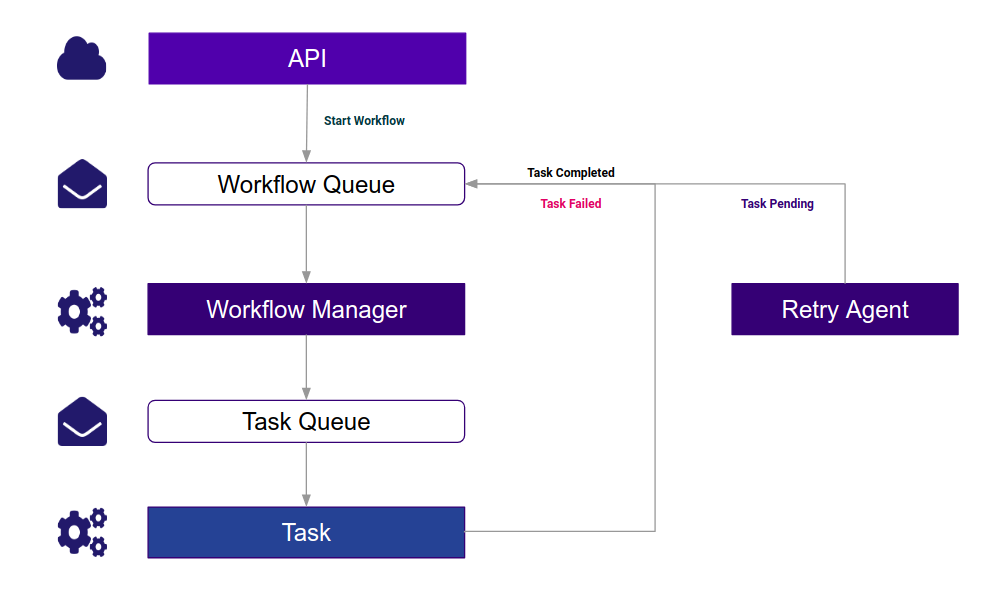 API
Start Workflow
Workflow Queue
Task Completed
Task Failed
Task Pending
Workflow Manager
Retry Agent
Task Queue
Task